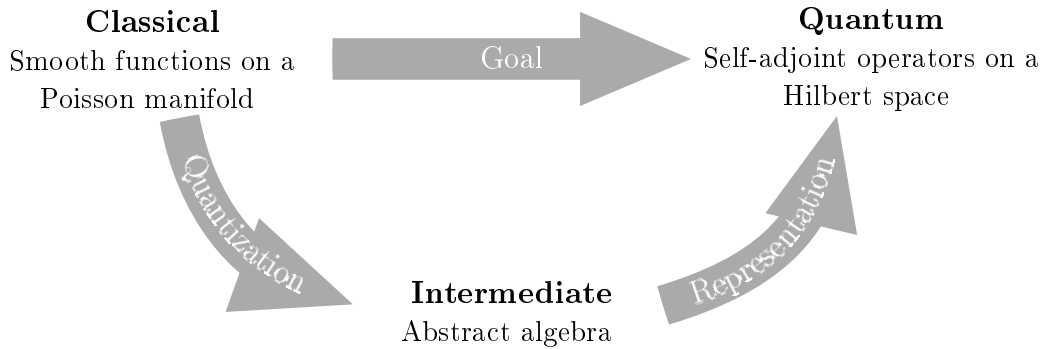 Classical
Smooth functions on a
Poisson manifold
Goal
Quantum
Self-adjoint operators on a
Hilbert space
Quantization
Intermediate
Abstract algebra
Representation